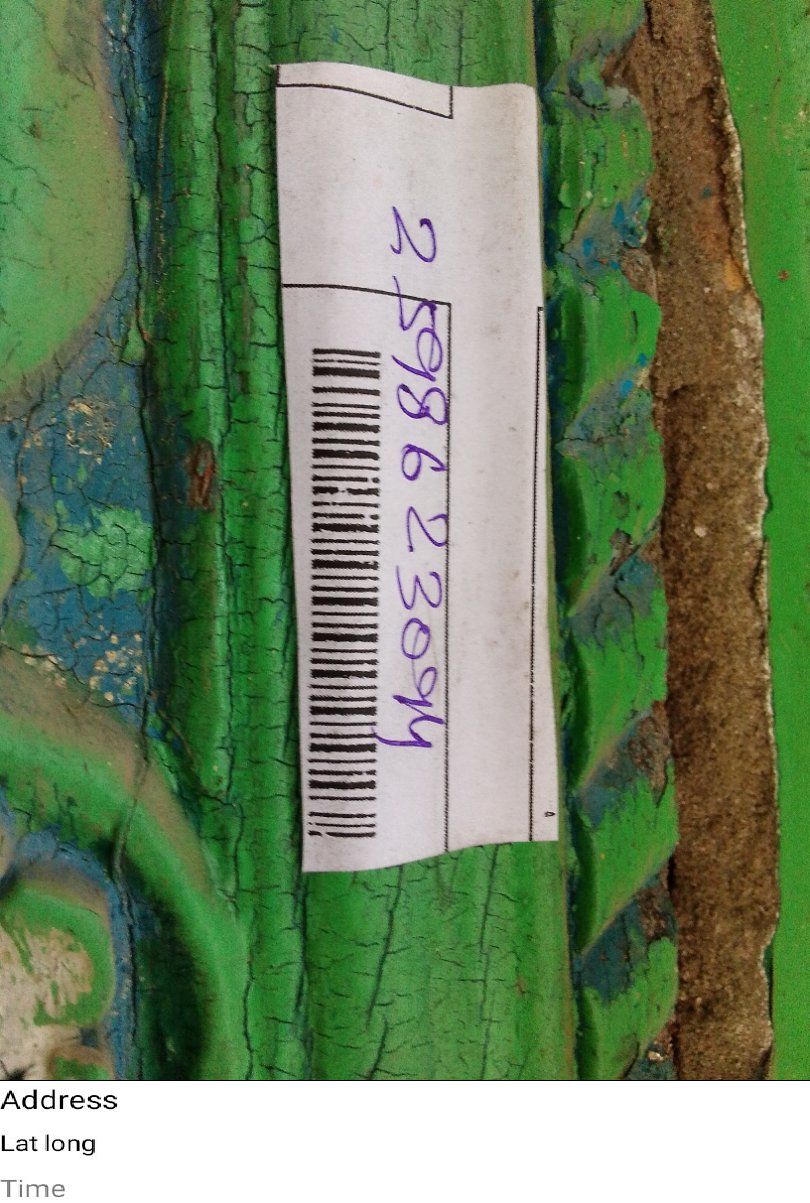 2598623094
Address
Lat long
Time